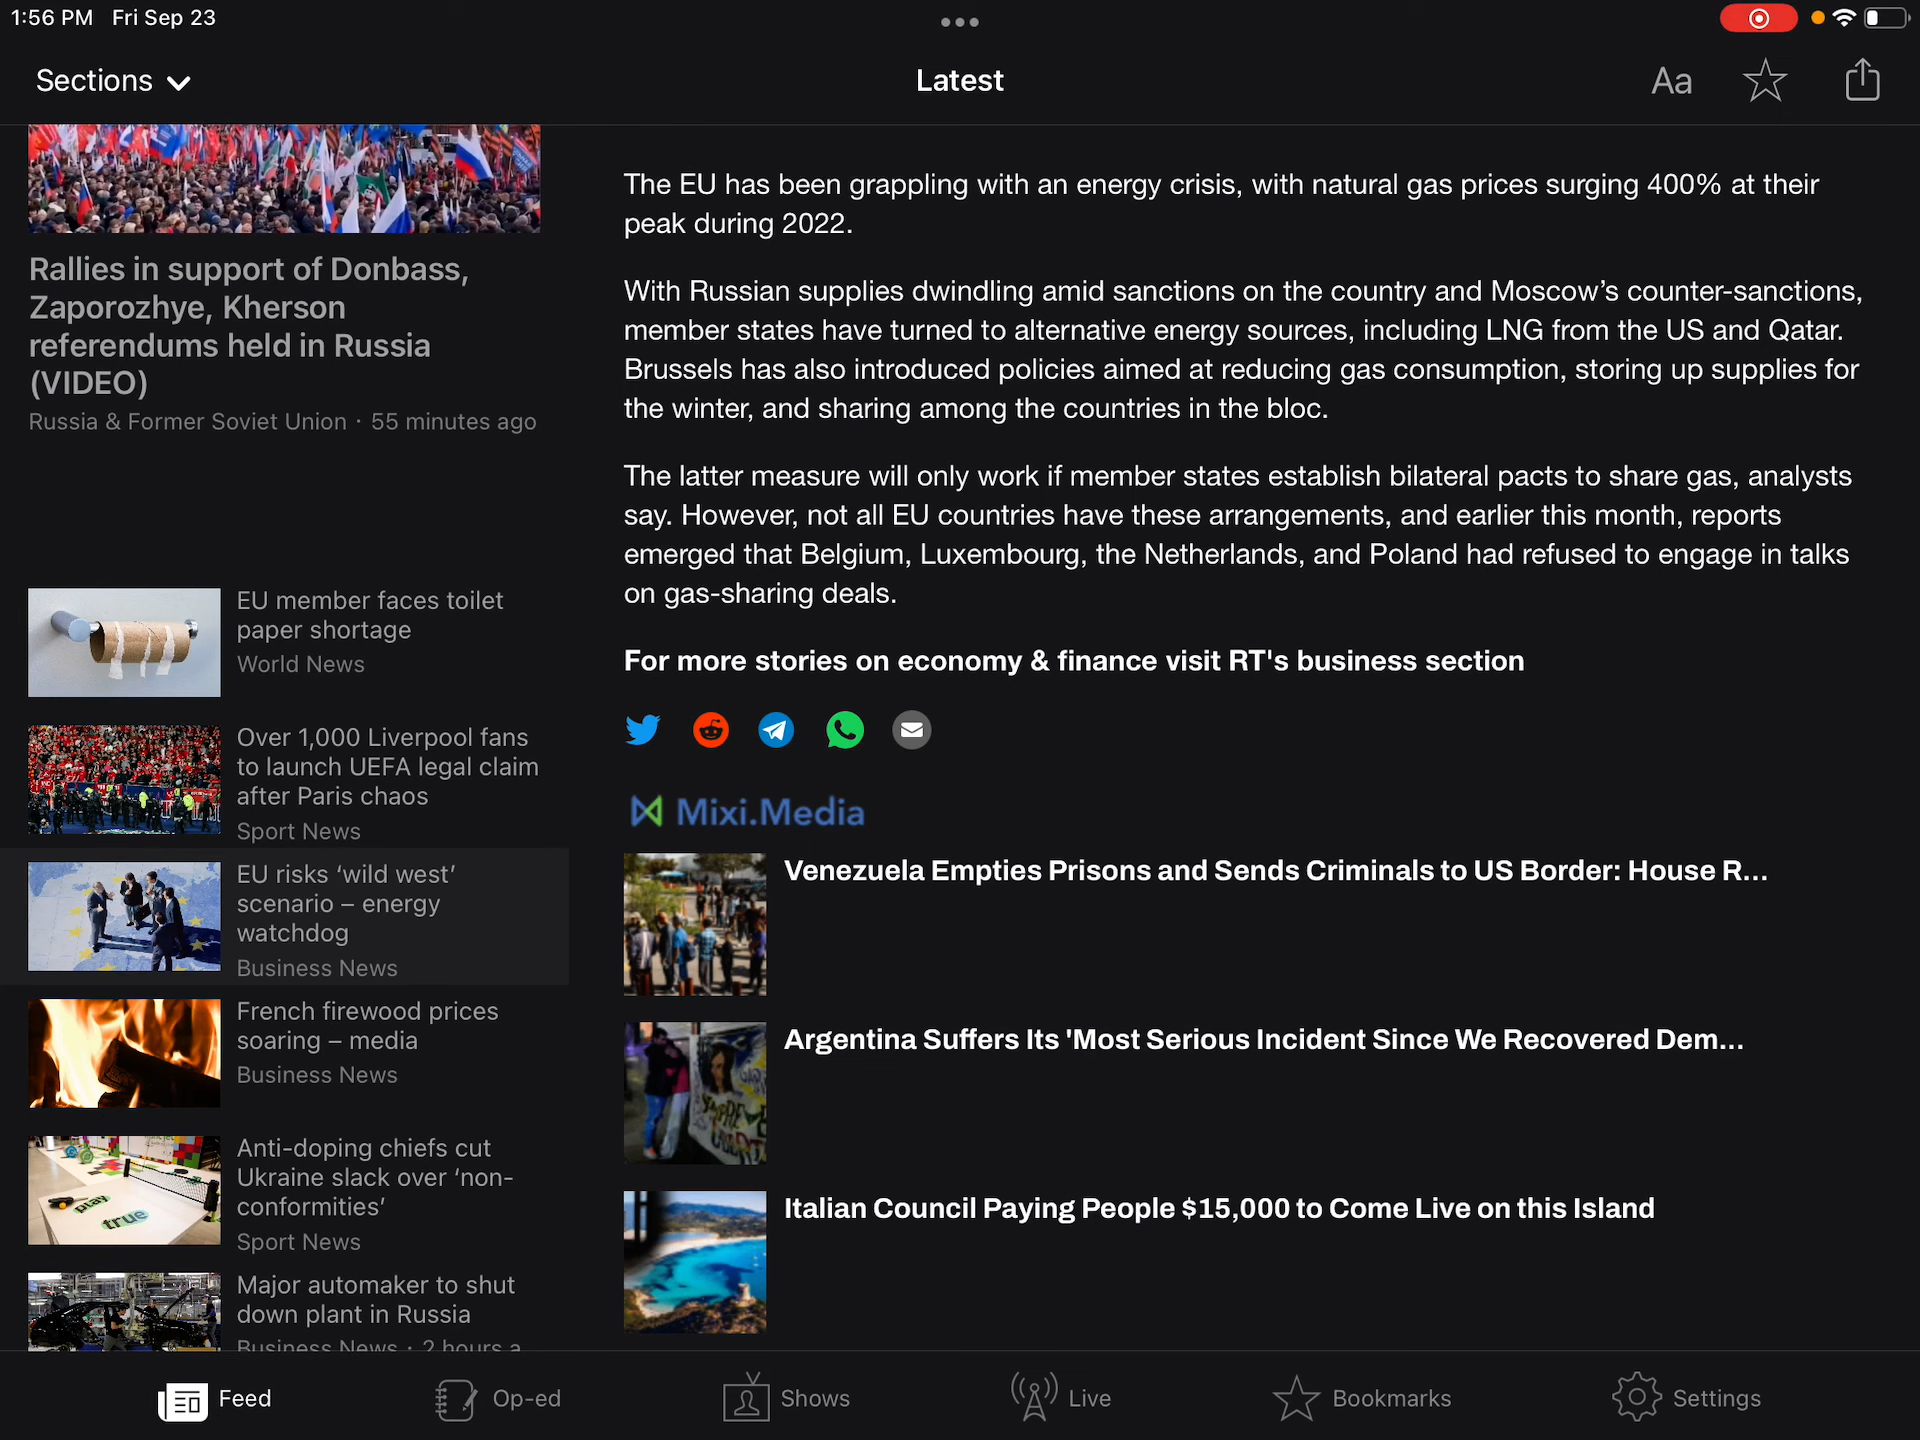 1:56 PM Fri Sep 23
Sections
Latest
Aa
Rallies in support of Donbass,
Zaporozhye, Kherson
referendums held in Russia
(VIDEO)
Russia & Former Soviet Union · 55 minutes ago
EU member faces toilet
paper shortage
World News
Over 1,000 Liverpool fans
to launch UEFA legal claim
after Paris chaos
Sport News
EU risks ‘wild west’
scenario – energy
watchdog
Business News
French firewood prices
soaring – media
Business News
play
true
Anti-doping chiefs cut
Ukraine slack over ‘non-
conformities’
Sport News
Major automaker to shut
down plant in Russia
Business News · 2 hours a
The EU has been grappling with an energy crisis, with natural gas prices surging 400% at their
peak during 2022.
With Russian supplies dwindling amid sanctions on the country and Moscow’s counter-sanctions,
member states have turned to alternative energy sources, including LNG from the US and Qatar.
Brussels has also introduced policies aimed at reducing gas consumption, storing up supplies for
the winter, and sharing among the countries in the bloc.
The latter measure will only work if member states establish bilateral pacts to share gas, analysts
say. However, not all EU countries have these arrangements, and earlier this month, reports
emerged that Belgium, Luxembourg, the Netherlands, and Poland had refused to engage in talks
on gas-sharing deals.
For more stories on economy & finance visit RT's business section
Mixi.Media
Venezuela Empties Prisons and Sends Criminals to US Border: House R...
Argentina Suffers Its 'Most Serious Incident Since We Recovered Dem...
Italian Council Paying People $15,000 to Come Live on this Island
Feed
Op-ed
Shows
Live
Bookmarks
Settings